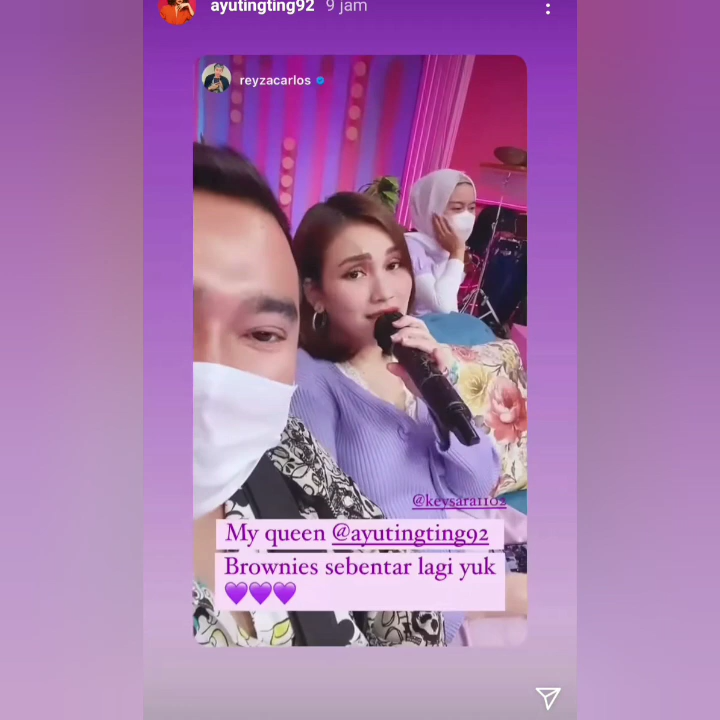 ayutingting92 9 jam
reyzacarlos
@keysara1102
My queen @ayutingting92
Brownies sebentar lagi yuk
💜💜💜